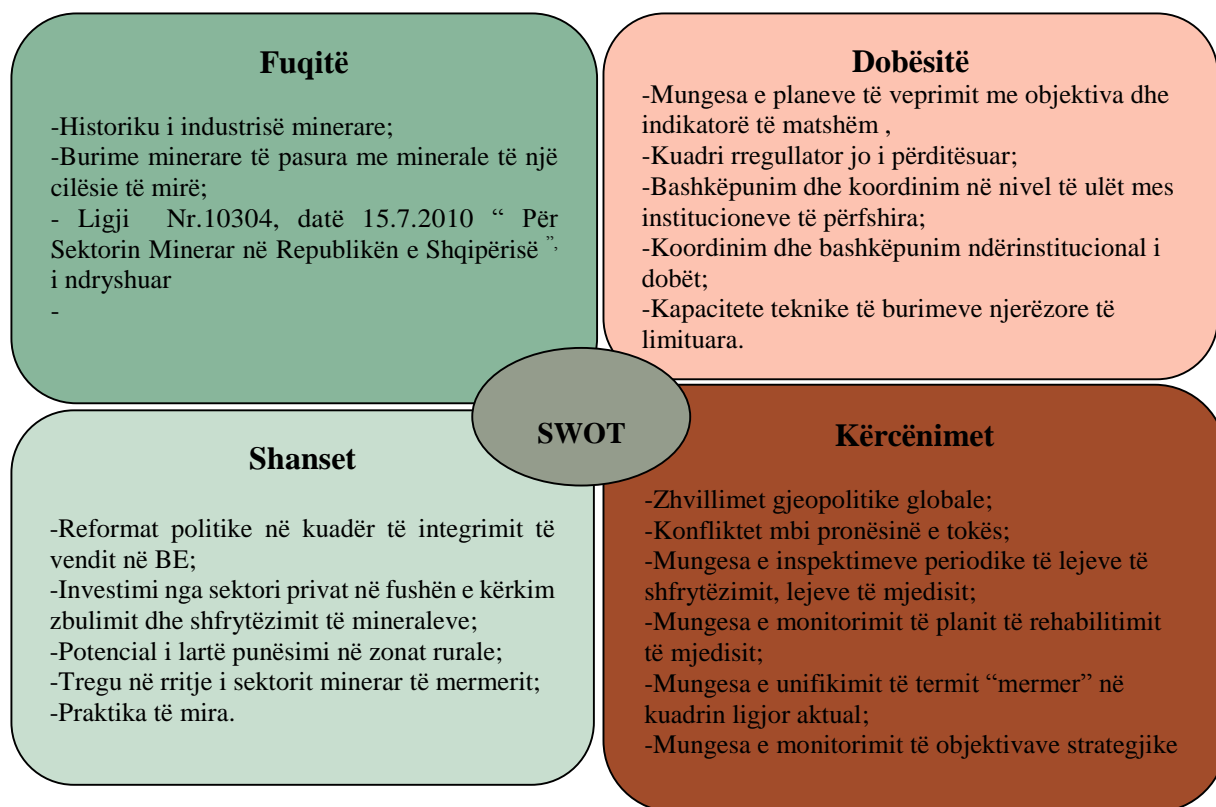 Fuqitë
-Historiku i industrisë minerare;
-Burime minerare të pasura me minerale të një
cilësie të mirë;
- Ligji Nr.10304, datë 15.7.2010 “ Për
Sektorin Minerar në Republikën e Shqipërisë ”,
i ndryshuar
-
Dobësitë
-Mungesa e planeve të veprimit me objektiva dhe
indikatorë të matshëm ,
-Kuadri rregullator jo i përditësuar;
-Bashkëpunim dhe koordinim në nivel të ulët mes
institucioneve të përfshira;
-Koordinim dhe bashkëpunim ndërinstitucional i
dobët;
-Kapacitete teknike të burimeve njerëzore të
limituara.
SWOT
Shanset
-Reformat politike në kuadër të integrimit të
vendit në BE;
-Investimi nga sektori privat në fushën e kërkim
zbulimit dhe shfrytëzimit të mineraleve;
-Potencial i lartë punësimi në zonat rurale;
-Tregu në rritje i sektorit minerar të mermerit;
-Praktika të mira.
Kërcënimet
-Zhvillimet gjeopolitike globale;
-Konfliktet mbi pronësinë e tokës;
-Mungesa e inspektimeve periodike të lejeve të
shfrytëzimit, lejeve të mjedisit;
-Mungesa e monitorimit të planit të rehabilitimit
të mjedisit;
-Mungesa e unifikimit të termit “mermer” në
kuadrin ligjor aktual;
-Mungesa e monitorimit të objektivave strategjike